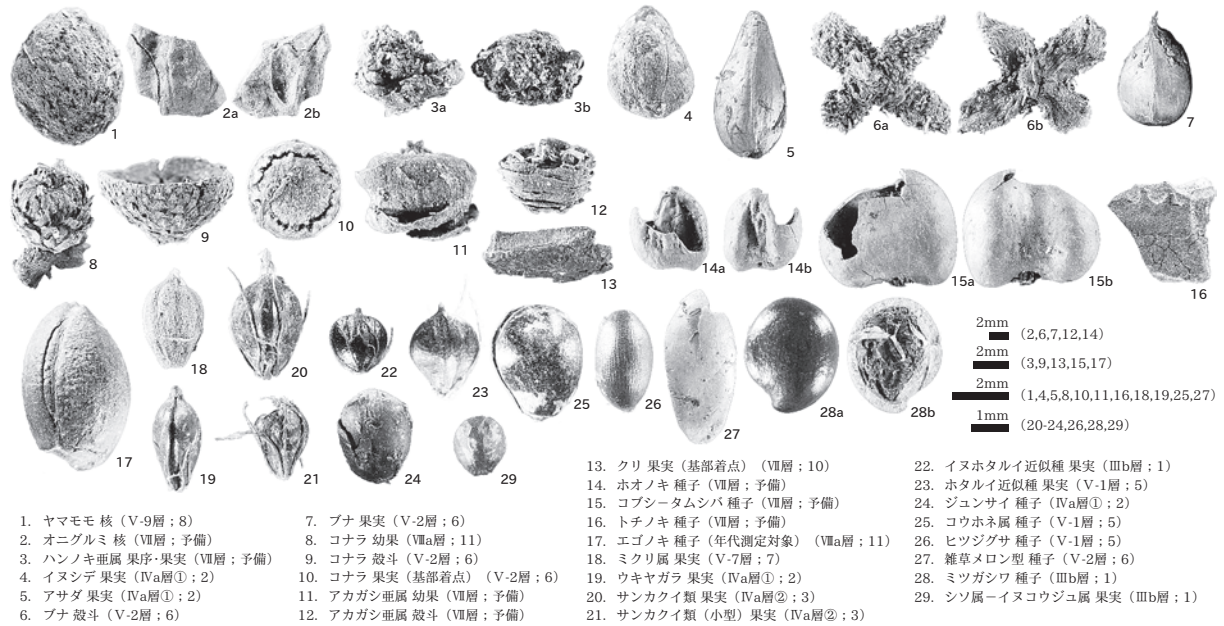 1
2a
2b
3a
3b
4
5
6a
6b
7
8
9
10
11
12
13
14a
14b
15a
15b
16
17
18
19
20
21
22
23
24
25
26
27
28a
28b
29
2mm
(2,6,7,12,14)
2mm
(3,9,13,15,17)
2mm
(1,4,5,8,10,11,16,18,19,25,27)
1mm
(20-24,26,28,29)
1. ヤマモモ 核（Ⅴ-9層；8）
2. オニグルミ 核（Ⅶ層；予備）
3. ハンノキ亜属 果序・果実（Ⅶ層；予備）
4. イヌシデ 果実（Ⅳa層①；2）
5. アサダ 果実（Ⅳa層①；2）
6. ブナ 殻斗（Ⅴ-2層；6）
7. ブナ 果実（Ⅴ-2層；6）
8. コナラ 幼果（Ⅷa層；11）
9. コナラ 殻斗（Ⅴ-2層；6）
10. コナラ 果実（基部着点）（Ⅴ-2層；6）
11. アカガシ亜属 幼果（Ⅶ層；予備）
12. アカガシ亜属 殻斗（Ⅶ層；予備）
13. クリ 果実（基部着点）（Ⅶ層；10）
14. ホオノキ 種子（Ⅶ層；予備）
15. コブシ－タムシバ 種子（Ⅶ層；予備）
16. トチノキ 種子（Ⅶ層；予備）
17. エゴノキ 種子（年代測定対象）（Ⅷa層；11）
18. ミクリ属 果実（Ⅴ-7層；7）
19. ウキヤガラ 果実（Ⅳa層①；2）
20. サンカクイ類 果実（Ⅳa層②；3）
21. サンカクイ類（小型）果実（Ⅳa層②；3）
22. イヌホタルイ近似種 果実（Ⅲb層；1）
23. ホタルイ近似種 果実（Ⅴ-1層；5）
24. ジュンサイ 種子（Ⅳa層①；2）
25. コウホネ属 種子（Ⅴ-1層；5）
26. ヒツジグサ 種子（Ⅴ-1層；5）
27. 雑草メロン型 種子（Ⅴ-2層；6）
28. ミツガシワ 種子（Ⅲb層；1）
29. シソ属－イヌコウジュ属 果実（Ⅲb層；1）